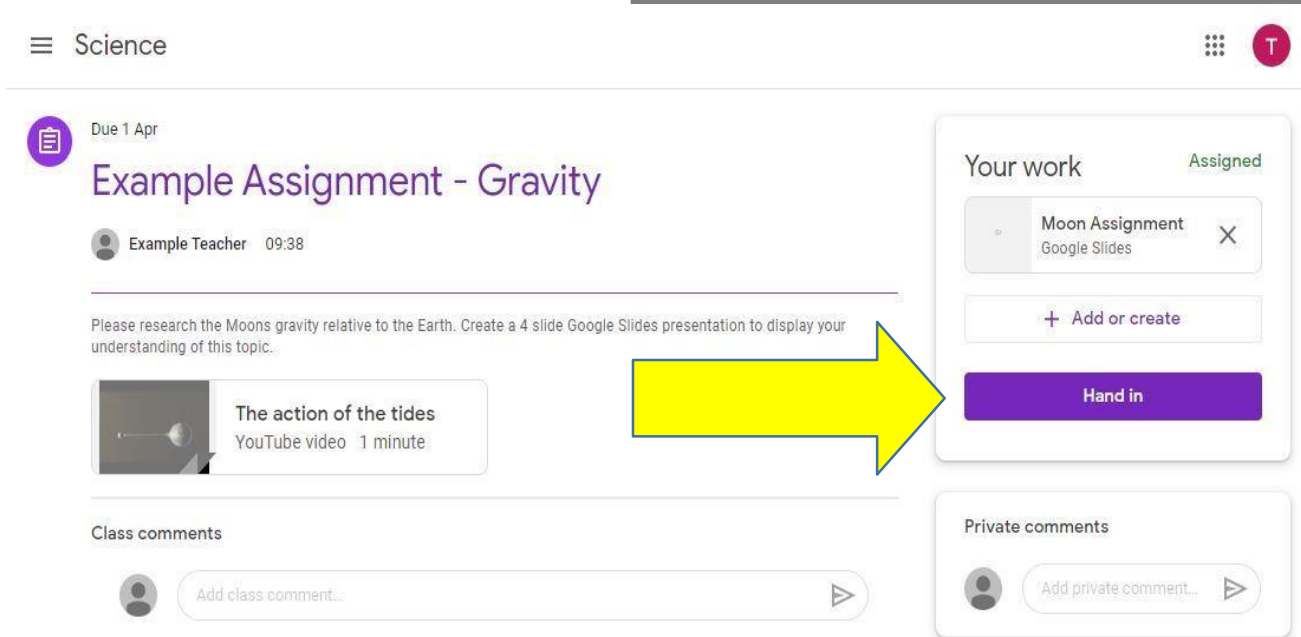 Science
T
Due 1 Apr
Example Assignment - Gravity
Example Teacher 09:38
Please research the Moons gravity relative to the Earth. Create a 4 slide Google Slides presentation to display your
understanding of this topic.
The action of the tides
YouTube video 1 minute
Class comments
Add class comment...
Your work Assigned
Moon Assignment
Google Slides
+ Add or create
Hand in
Private comments
Add private comment...